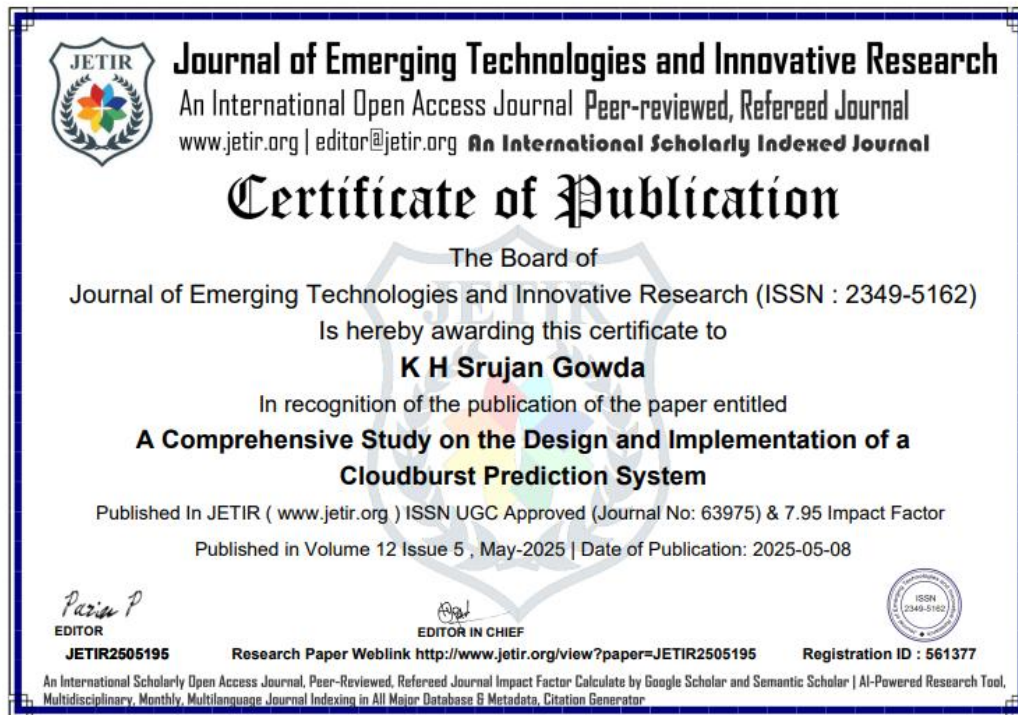 JETIR
Journal of Emerging Technologies and Innovative Research
An International Open Access Journal Peer-reviewed, Refereed Journal
www.jetir.org | editor@jetir.org An International Scholarly Indexed Journal
Certificate of Publication
The Board of
Journal of Emerging Technologies and Innovative Research (ISSN : 2349-5162)
Is hereby awarding this certificate to
K H Srujan Gowda
In recognition of the publication of the paper entitled
A Comprehensive Study on the Design and Implementation of a
Cloudburst Prediction System
Published In JETIR ( www.jetir.org ) ISSN UGC Approved (Journal No: 63975) & 7.95 Impact Factor
Published in Volume 12 Issue 5 , May-2025 | Date of Publication: 2025-05-08
EDITOR
EDITOR IN CHIEF
ISSN
2349-5162
JETIR2505195 Research Paper Weblink http://www.jetir.org/view?paper=JETIR2505195 Registration ID : 561377
An International Scholarly Open Access Journal, Peer-Reviewed, Refereed Journal Impact Factor Calculate by Google Scholar and Semantic Scholar | AI-Powered Research Tool,
Multidisciplinary, Monthly, Multilanguage Journal Indexing in All Major Database & Metadata, Citation Generator